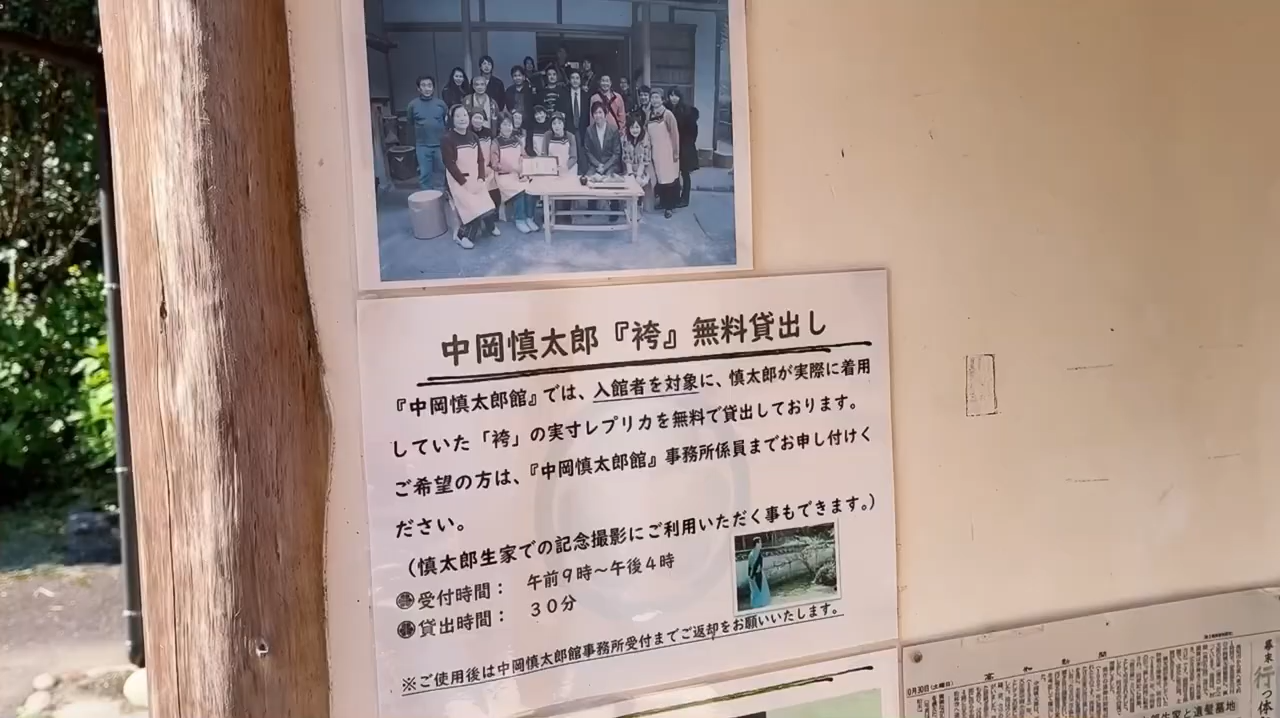 中岡慎太郎『袴』無料貸出し
『中岡慎太郎館』では、入館者を対象に、慎太郎が実際に着用
していた「袴」の実寸レプリカを無料で貸出しております。
ご希望の方は、『中岡慎太郎館』事務所係員までお申し付けく
ださい。
（慎太郎生家での記念撮影にご利用いただく事もできます。）
受付時間： 午前9時～午後4時
貸出時間： 30分
※ご使用後は中岡慎太郎館事務所受付までご返却をお願いいたします。
高知新聞
幕末